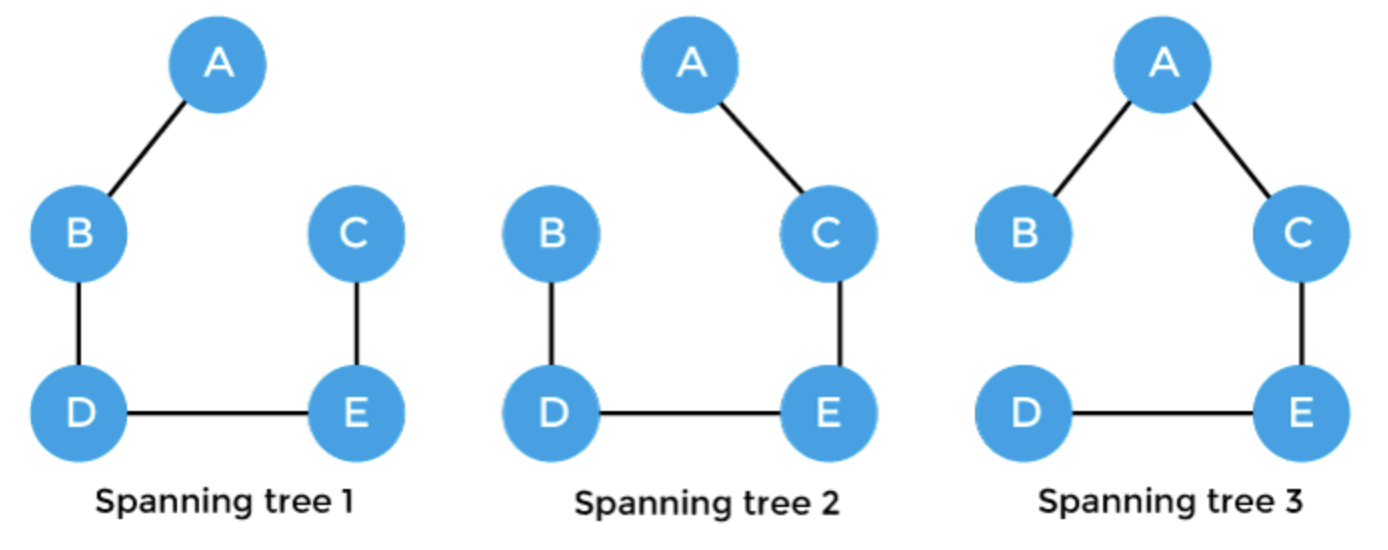 A A A
B C B C B C
D E D E D E
Spanning tree 1 Spanning tree 2 Spanning tree 3